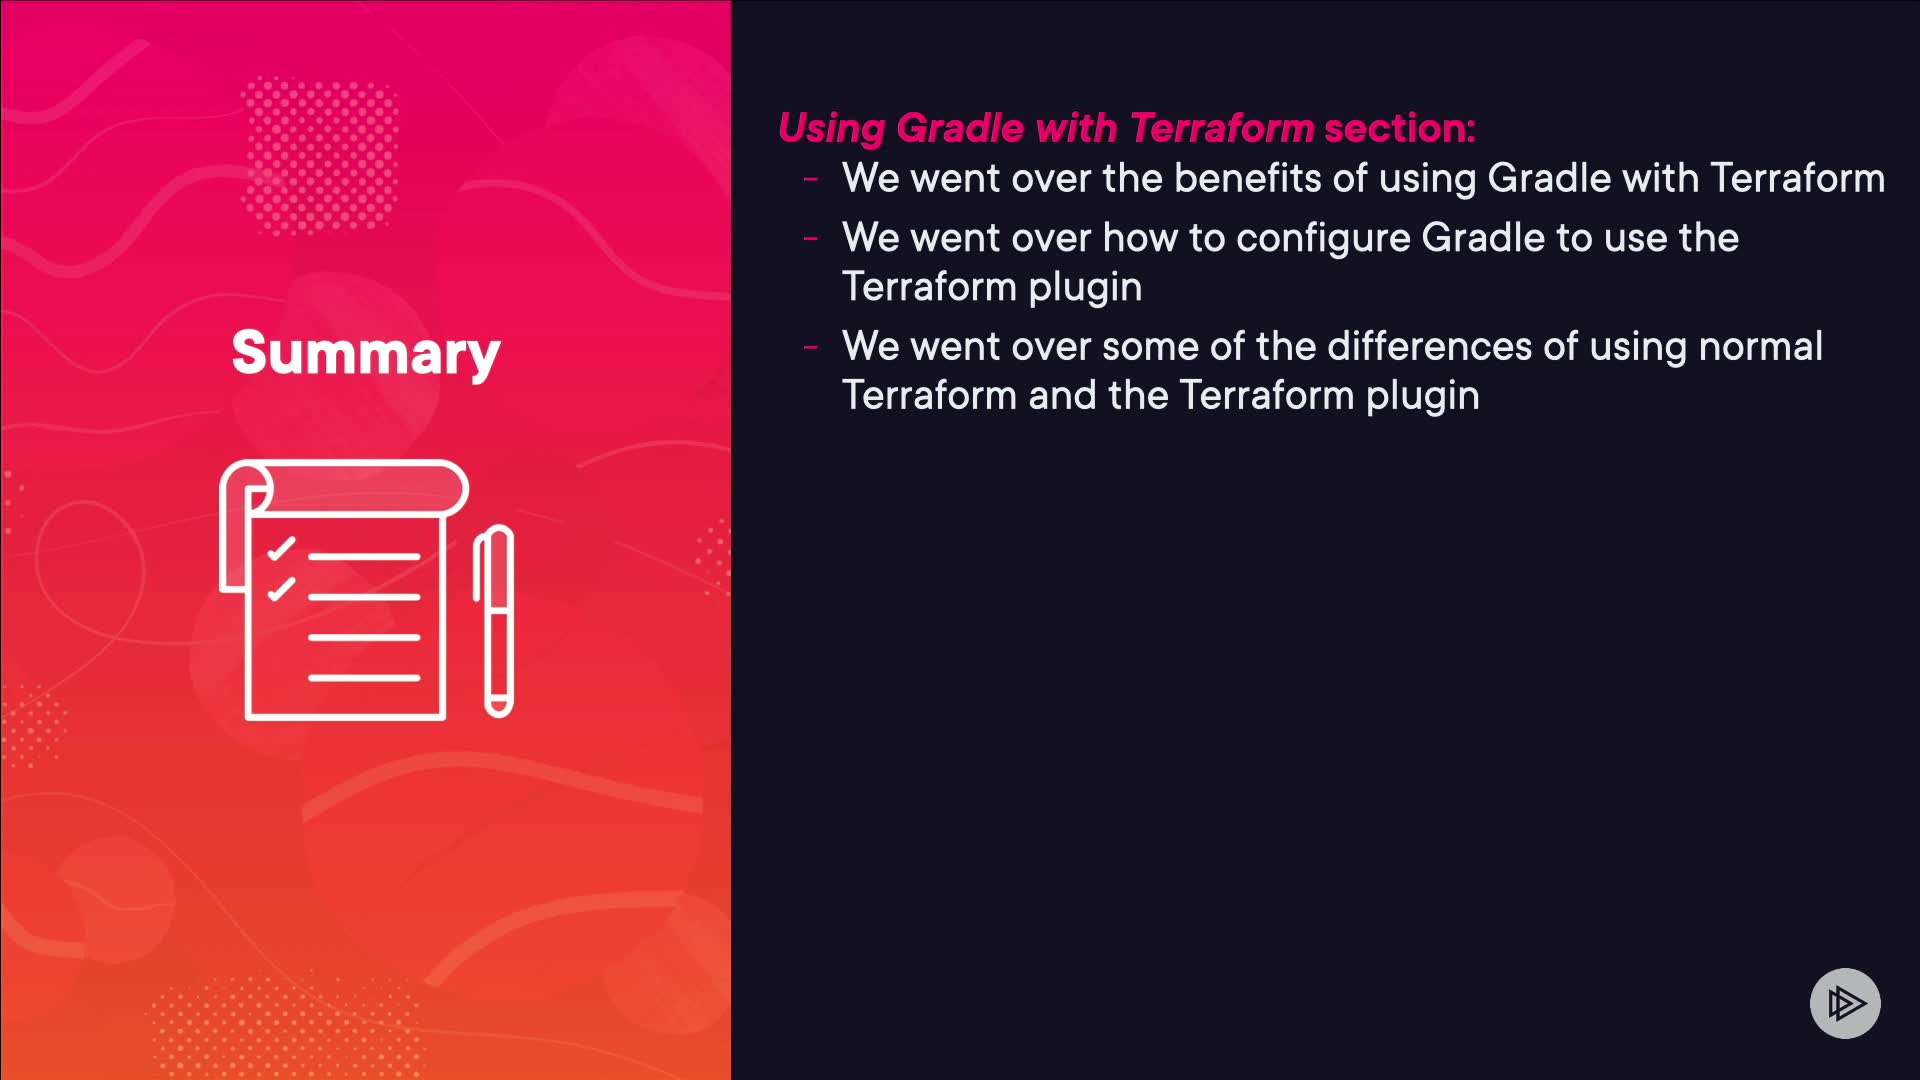 Summary
Using Gradle with Terraform section:
- We went over the benefits of using Gradle with Terraform
- We went over how to configure Gradle to use the
Terraform plugin
- We went over some of the differences of using normal
Terraform and the Terraform plugin